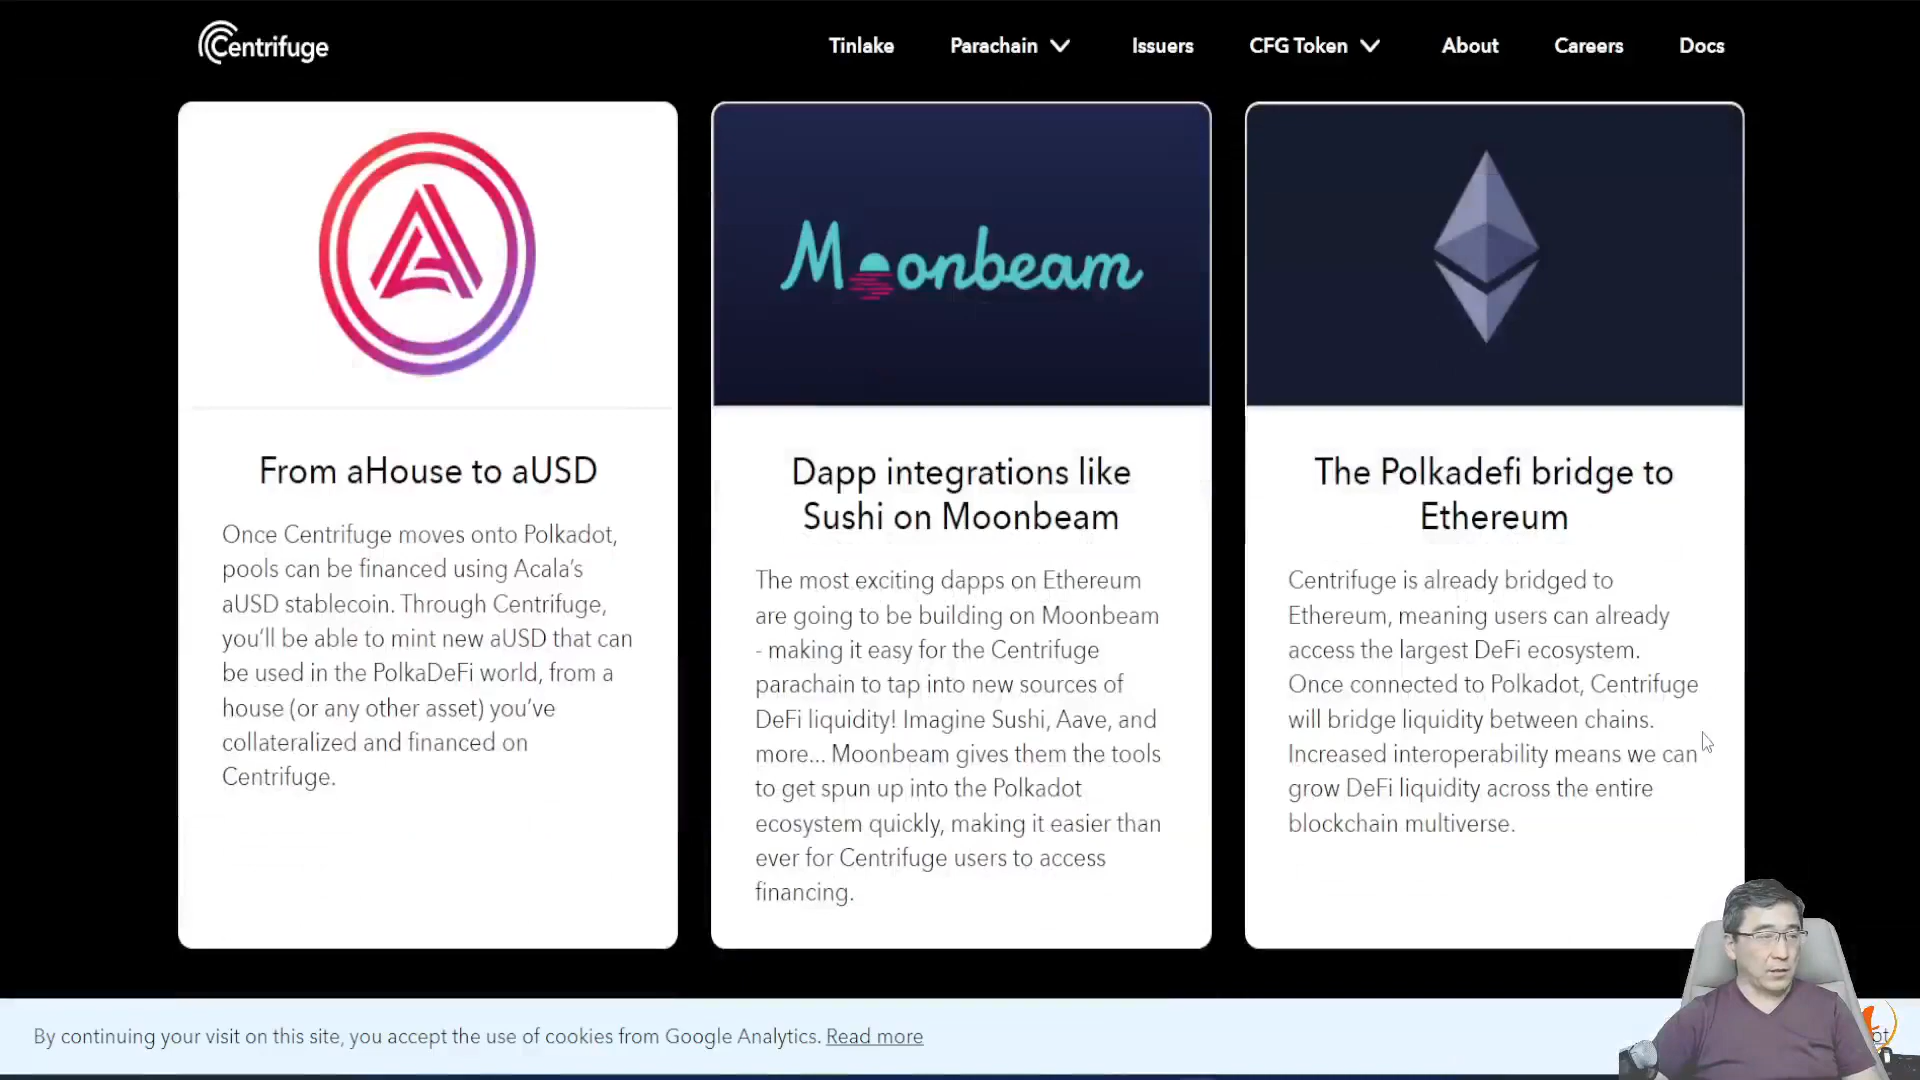 Centrifuge
Tinlake
Parachain
Issuers
CFG Token
About
Careers
Docs
Moonbeam
From aHouse to aUSD
Once Centrifuge moves onto Polkadot,
pools can be financed using Acala’s
aUSD stablecoin. Through Centrifuge,
you’ll be able to mint new aUSD that can
be used in the PolkaDeFi world, from a
house (or any other asset) you’ve
collateralized and financed on
Centrifuge.
Dapp integrations like
Sushi on Moonbeam
The most exciting dapps on Ethereum
are going to be building on Moonbeam
- making it easy for the Centrifuge
parachain to tap into new sources of
DeFi liquidity! Imagine Sushi, Aave, and
more... Moonbeam gives them the tools
to get spun up into the Polkadot
ecosystem quickly, making it easier than
ever for Centrifuge users to access
financing.
The Polkadefi bridge to
Ethereum
Centrifuge is already bridged to
Ethereum, meaning users can already
access the largest DeFi ecosystem.
Once connected to Polkadot, Centrifuge
will bridge liquidity between chains.
Increased interoperability means we can
grow DeFi liquidity across the entire
blockchain multiverse.
By continuing your visit on this site, you accept the use of cookies from Google Analytics. Read more